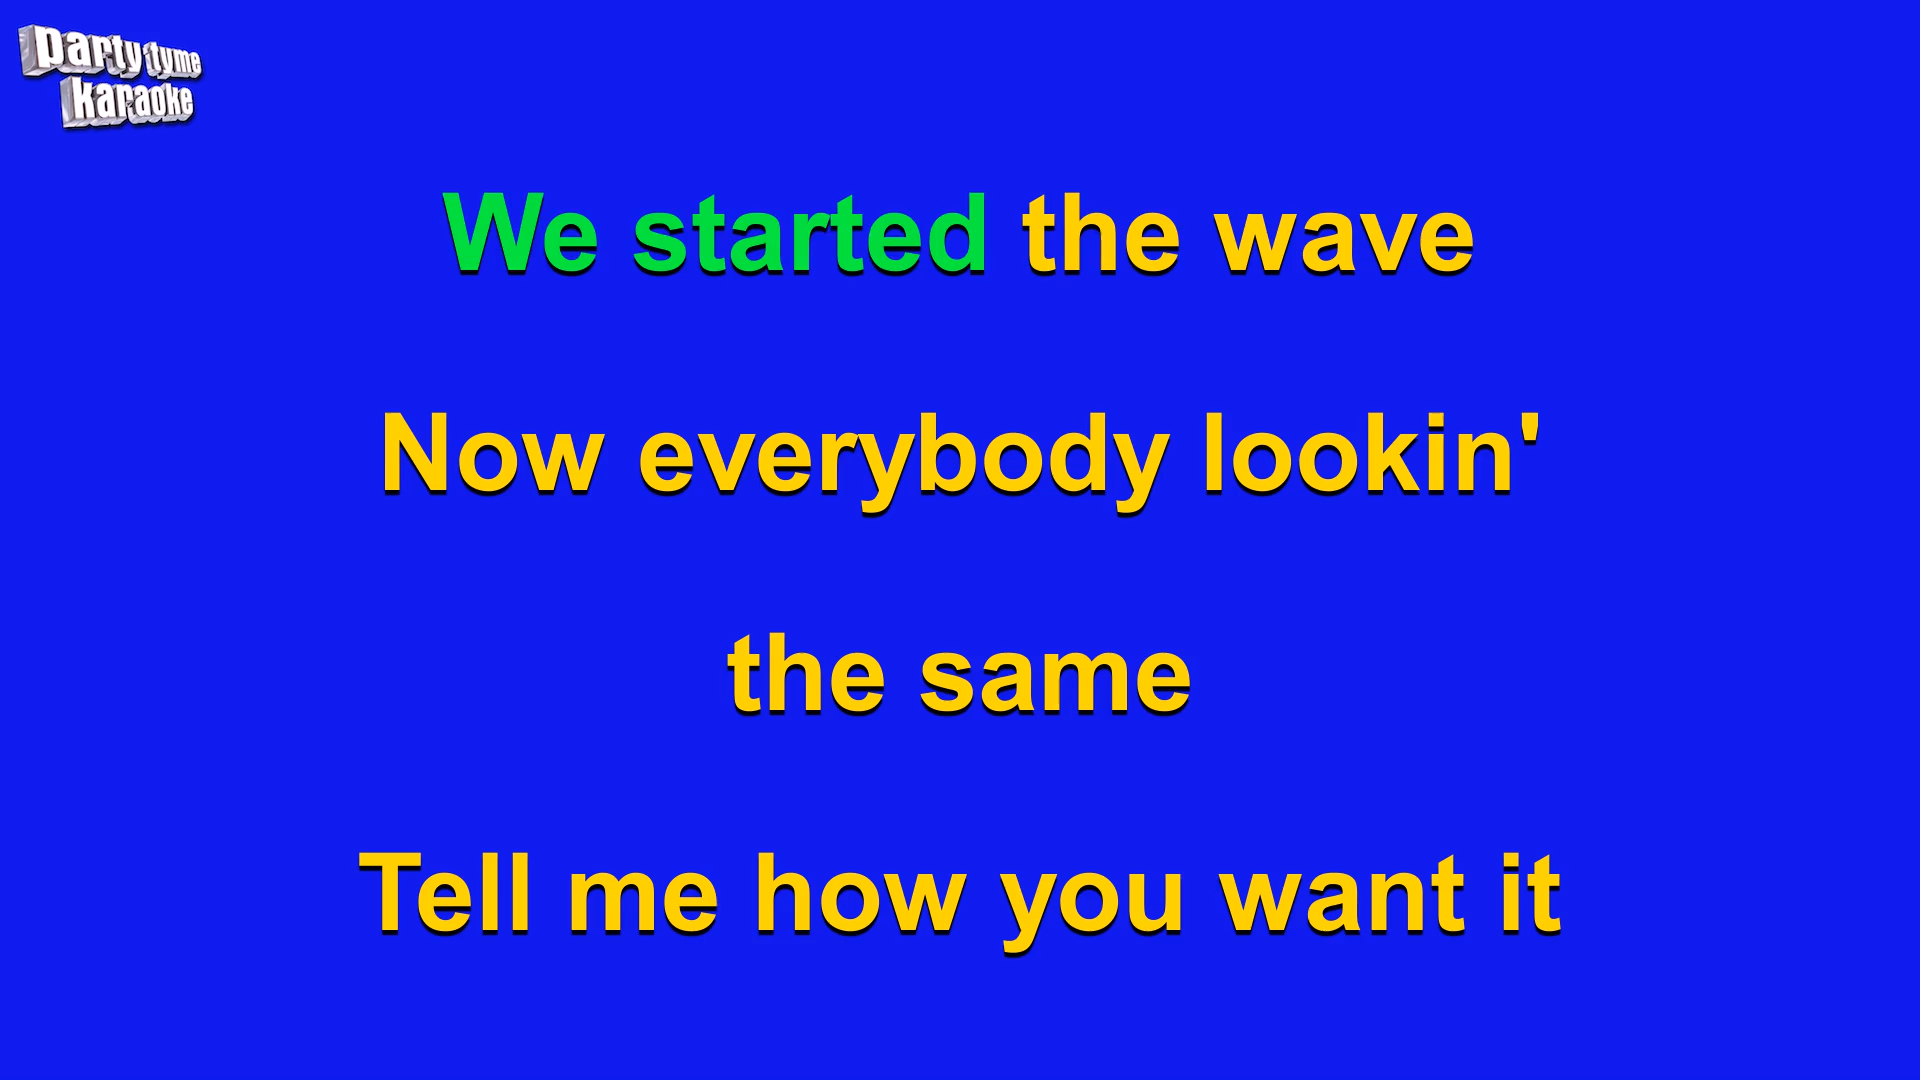 party tyme
karaoke
We started the wave
Now everybody lookin'
the same
Tell me how you want it